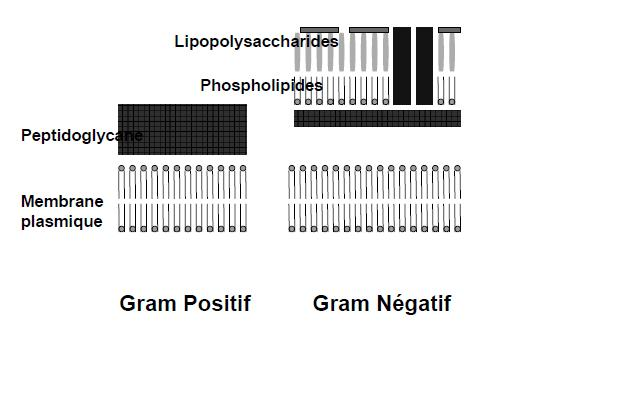 Lipopolysaccharides
Phospholipides
Peptidoglycane
Membrane
plasmique
Gram Positif
Gram Négatif